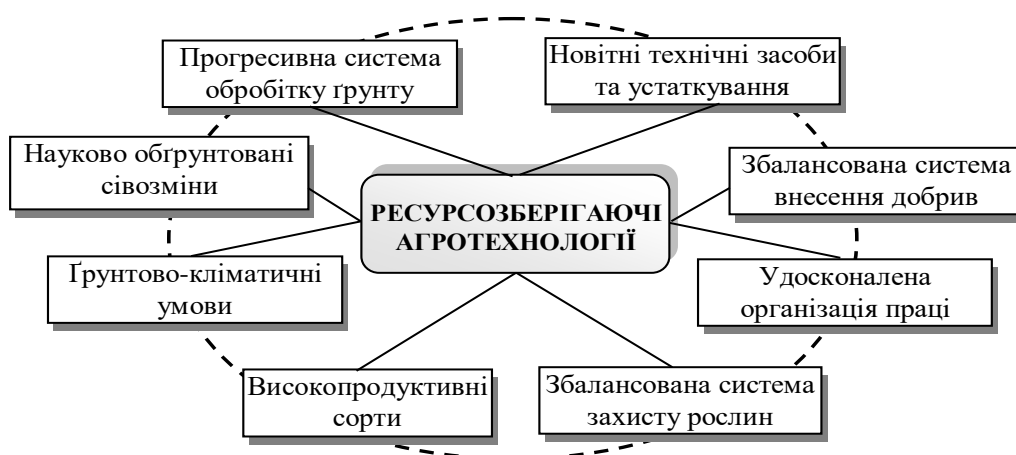 Прогресивна система
обробітку ґрунту
Новітні технічні засоби
та устаткування
Науково обґрунтовані
сівозміни
Збалансована система
внесення добрив
РЕСУРСОЗБЕРІГАЮЧІ
АГРОТЕХНОЛОГІЇ
Ґрунтово-кліматичні
умови
Удосконалена
організація праці
Високопродуктивні
сорти
Збалансована система
захисту рослин